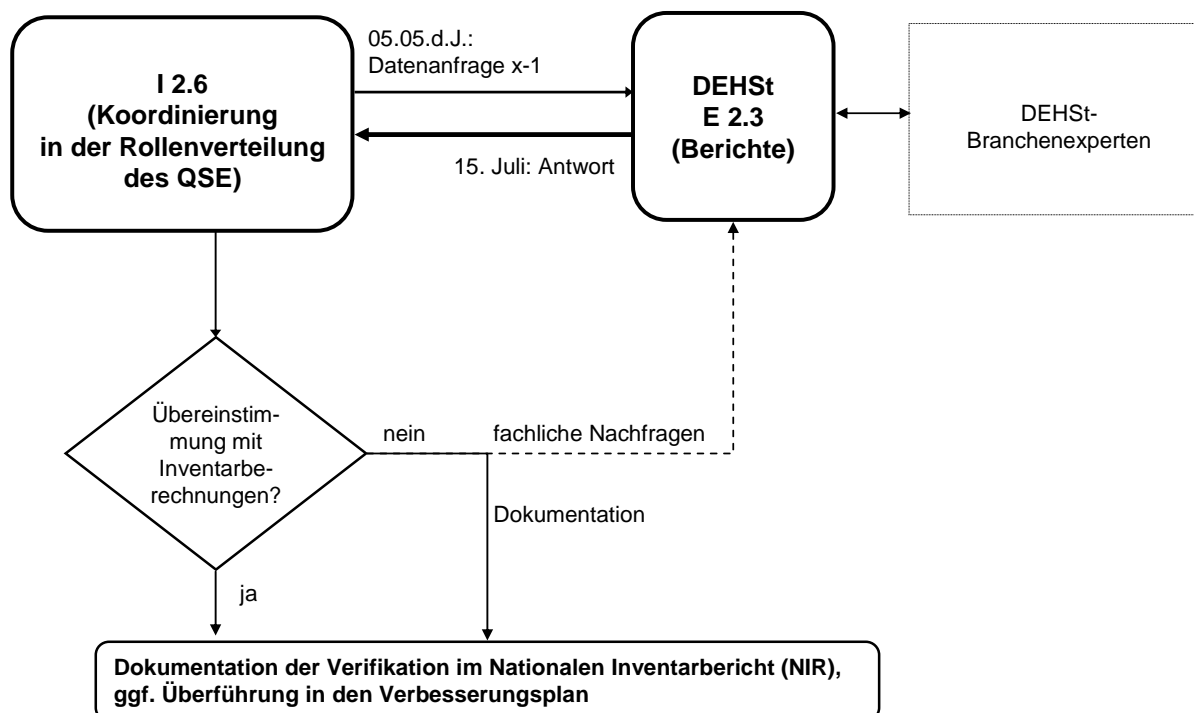 05.05.d.J.:
Datenanfrage x-1
I 2.6
(Koordinierung
in der Rollenverteilung
des QSE)
DEHSt
E 2.3
(Berichte)
DEHSt-
Branchenexperten
15. Juli: Antwort
Übereinstim-
mung mit
Inventarbe-
rechnungen?
nein
fachliche Nachfragen
Dokumentation
ja
Dokumentation der Verifikation im Nationalen Inventarbericht (NIR),
ggf. Überführung in den Verbesserungsplan